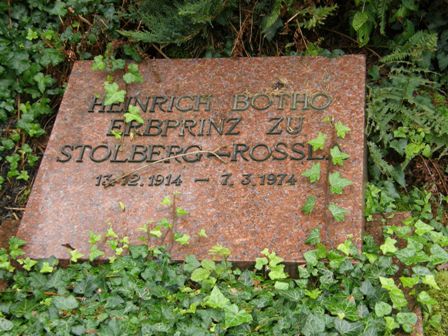 HEINRICH BOTHO
ERBPRINZ ZU
STOLBERG-ROSSL.
13.12.1914 – 7.3.1974